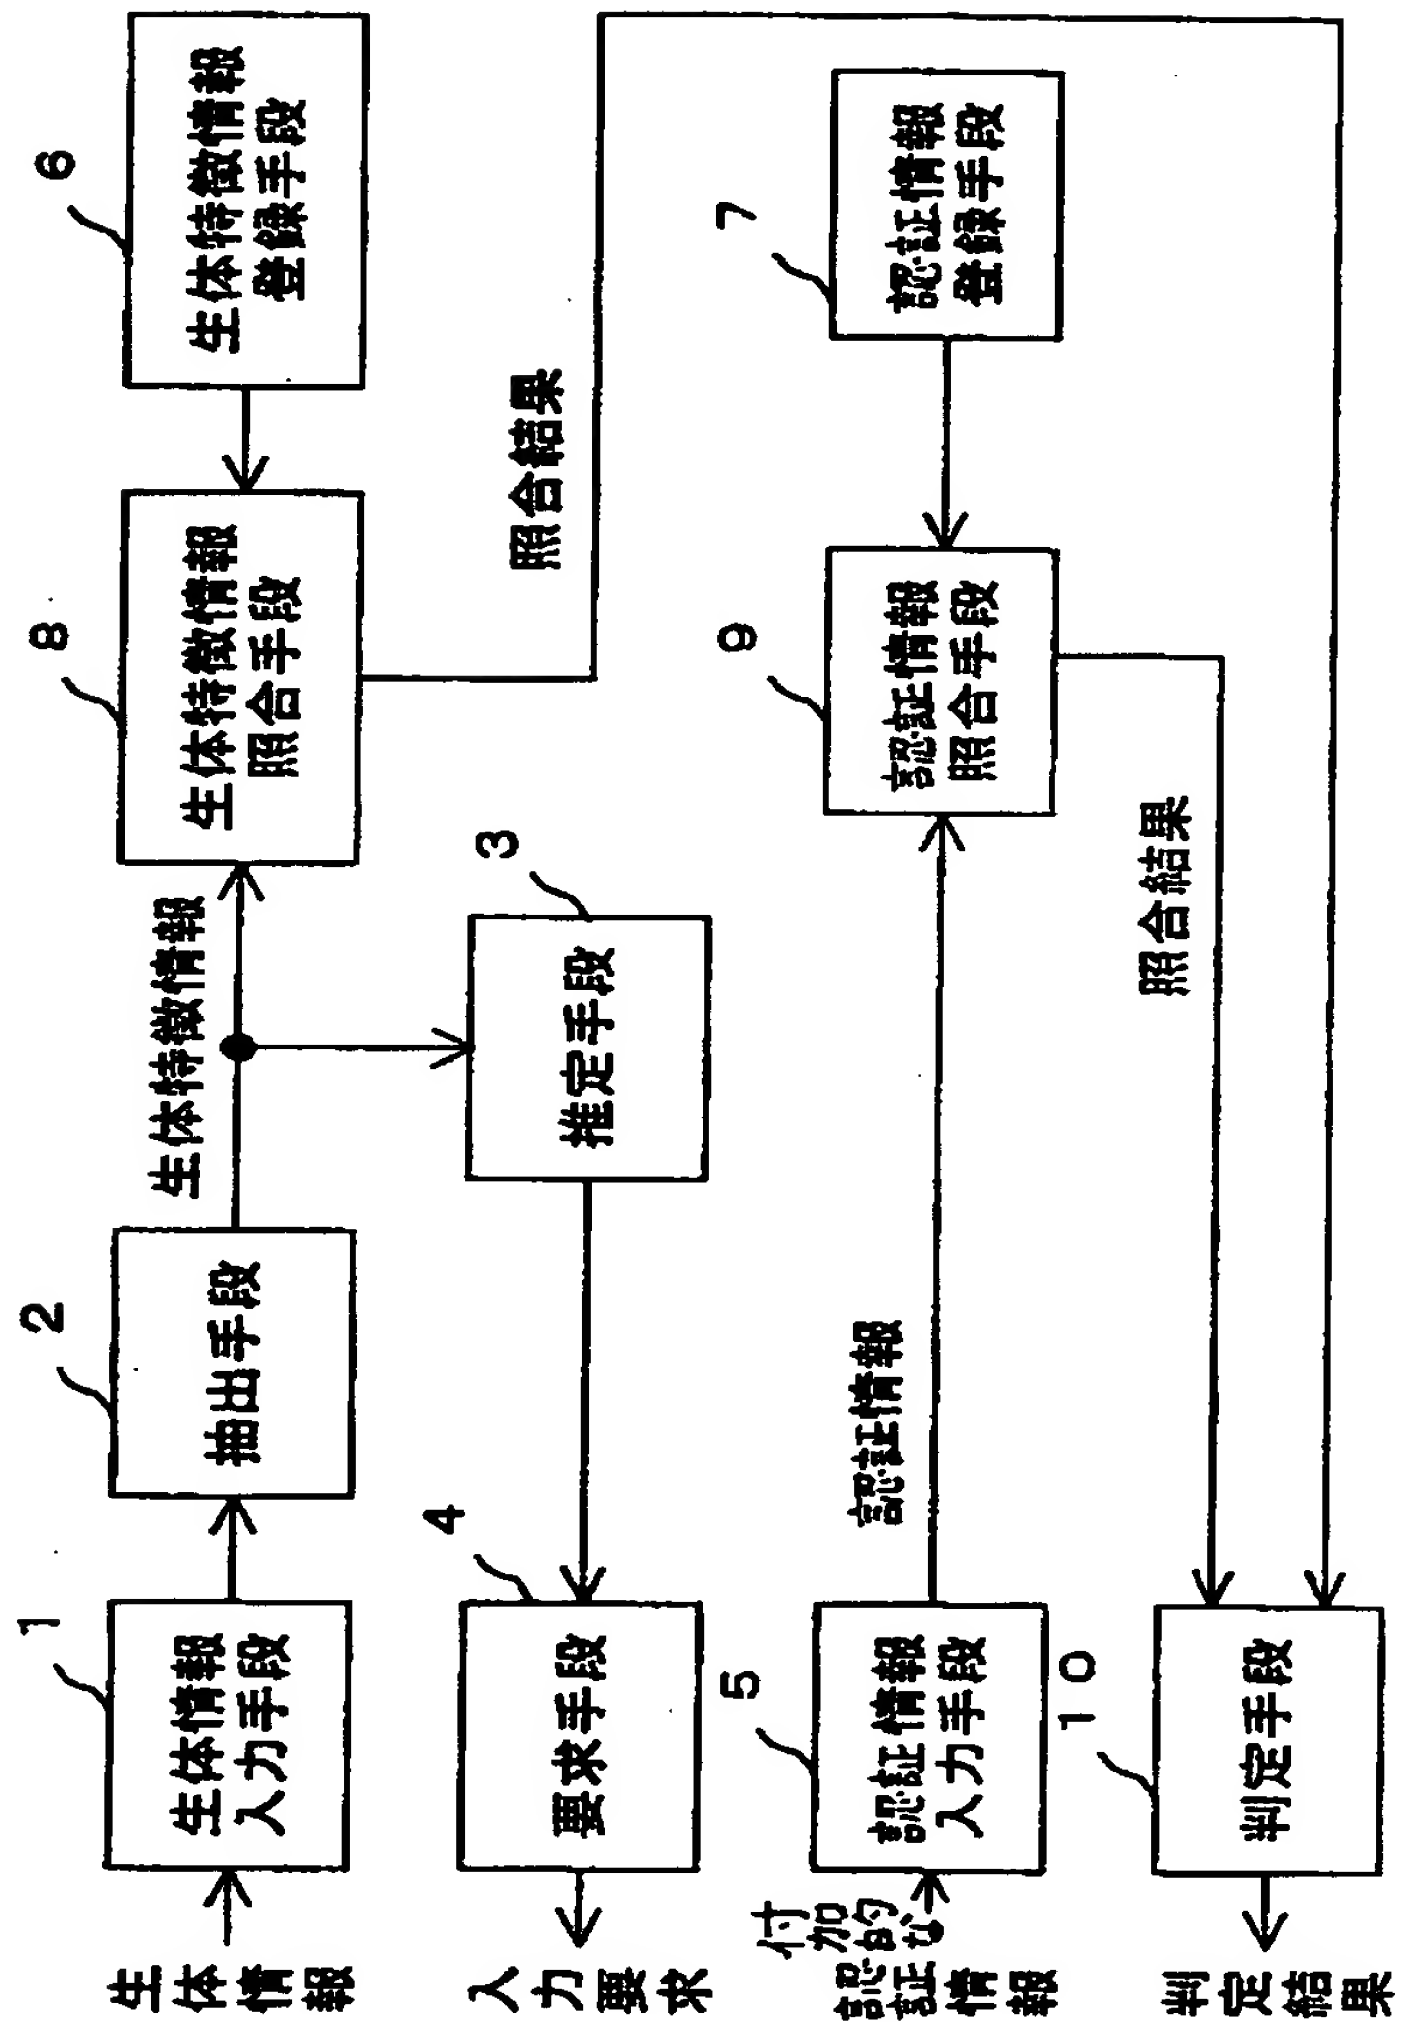 生体情報
1
生体情報
入力手段
2
抽出手段
生体特徴情報
8
生体特徴情報
照合手段
6
生体特徴情報
登録手段
入力要求
4
要求手段
3
推定手段
照合結果
付加的な
認証情報
5
認証情報
入力手段
認証情報
9
認証情報
照合手段
7
認証情報
登録手段
判定結果
10
判定手段
照合結果